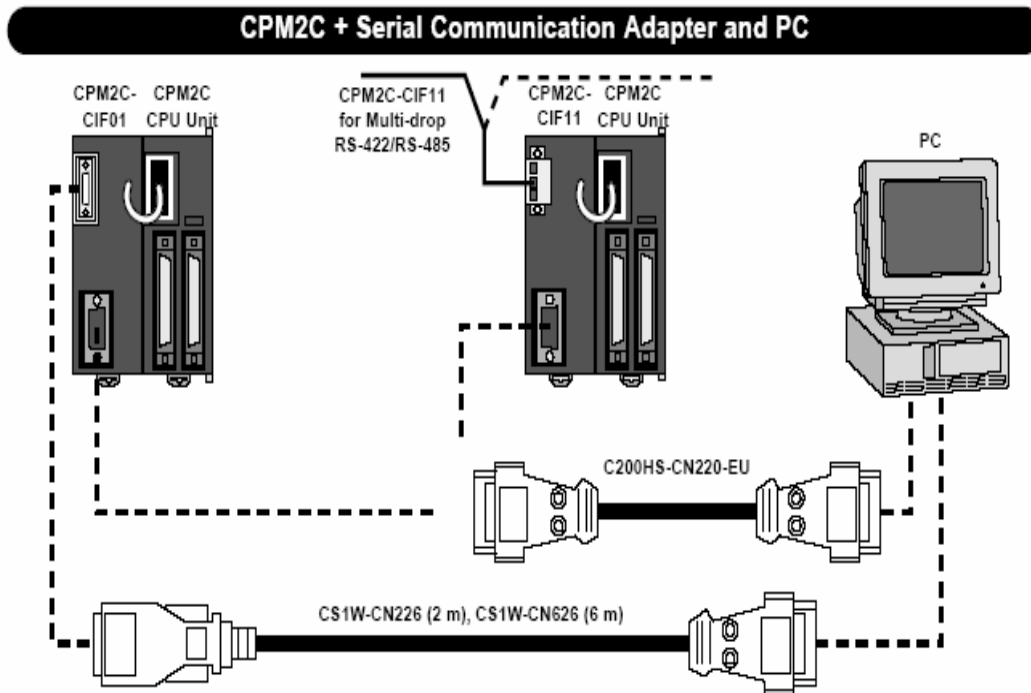 CPM2C + Serial Communication Adapter and PC
CPM2C-
CIF01
CPM2C
CPU Unit
CPM2C-CIF11
for Multi-drop
RS-422/RS-485
CPM2C-
CIF11
CPM2C
CPU Unit
PC
C200HS-CN220-EU
CS1W-CN226 (2 m), CS1W-CN626 (6 m)